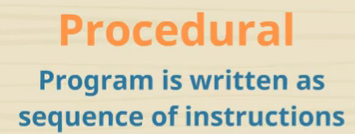 Procedural
Program is written as
sequence of instructions